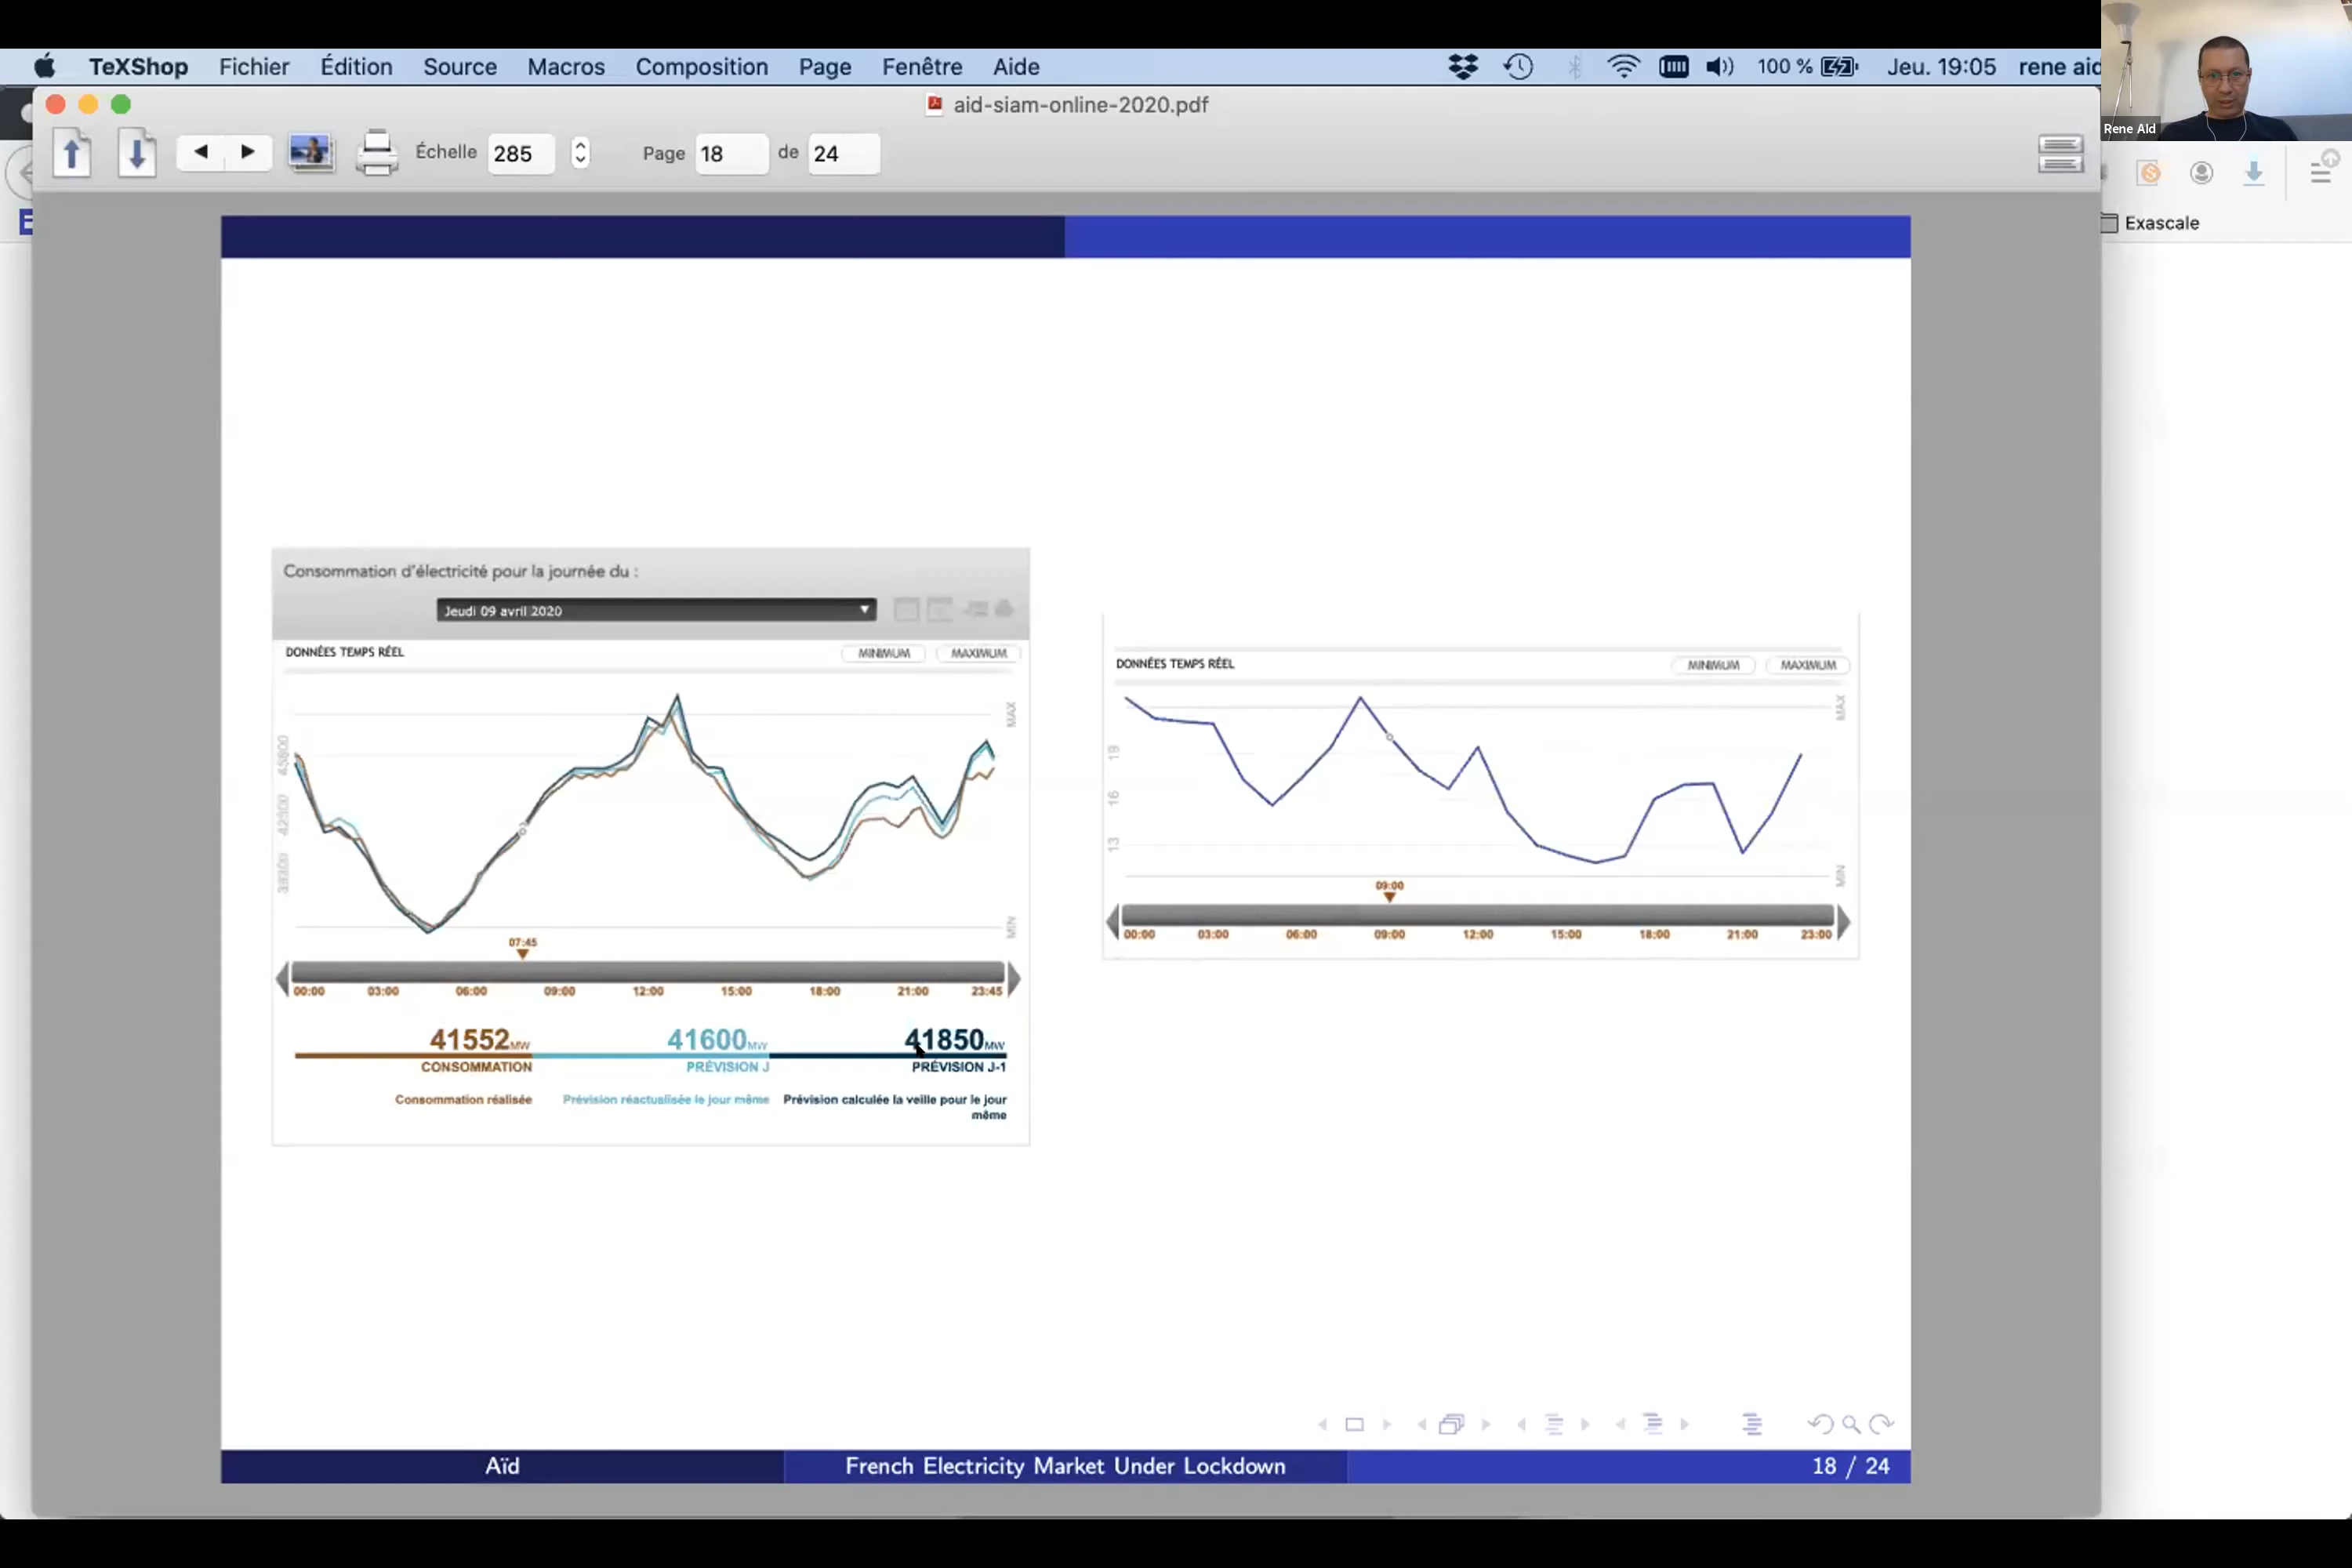 TeXShop Fichier Édition Source Macros Composition Page Fenêtre Aide 100 % Jeu. 19:05 rene aid
Rene AId
aid-siam-online-2020.pdf
Échelle 285 Page 18 de 24
Exascale
Consommation d'électricité pour la journée du :
Jeudi 09 avril 2020
DONNÉES TEMPS RÉEL MINIMUM MAXIMUM
MAX
45800
42300
38300
MIN
07:45
00:00 03:00 06:00 09:00 12:00 15:00 18:00 21:00 23:45
41552MW 41600MW 41850MW
CONSOMMATION PRÉVISION J PRÉVISION J-1
Consommation réalisée Prévision réactualisée le jour même Prévision calculée la veille pour le jour
même
DONNÉES TEMPS RÉEL MINIMUM MAXIMUM
MAX
19
16
13
MIN
09:00
00:00 03:00 06:00 09:00 12:00 15:00 18:00 21:00 23:00
Aïd French Electricity Market Under Lockdown 18 / 24